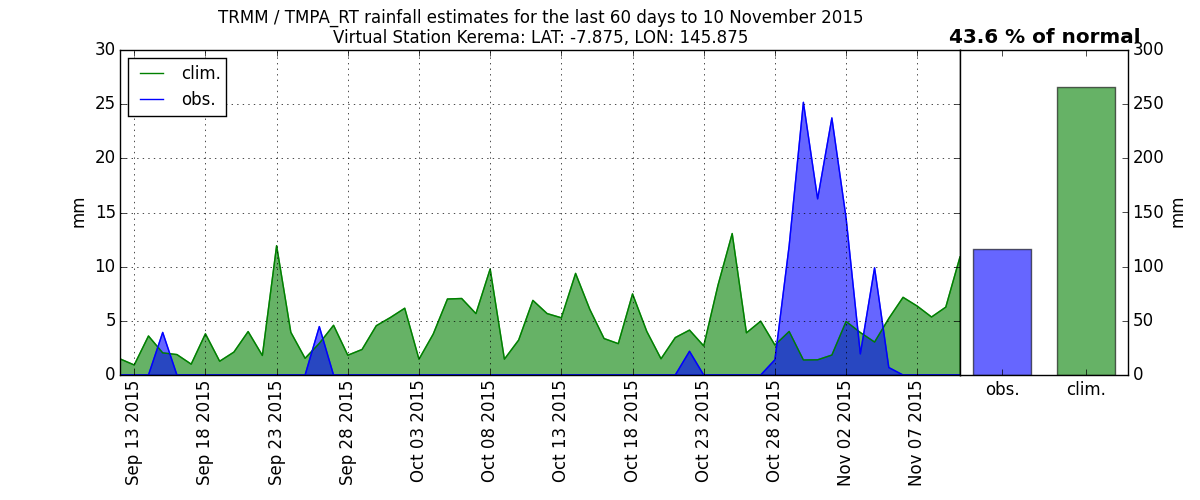 TRMM / TMPA_RT rainfall estimates for the last 60 days to 10 November 2015
Virtual Station Kerema: LAT: -7.875, LON: 145.875
43.6 % of normal
clim.
obs.
30
25
20
15
10
5
0
mm
300
250
200
150
100
50
0
mm
Sep 13 2015
Sep 18 2015
Sep 23 2015
Sep 28 2015
Oct 03 2015
Oct 08 2015
Oct 13 2015
Oct 18 2015
Oct 23 2015
Oct 28 2015
Nov 02 2015
Nov 07 2015
obs.
clim.